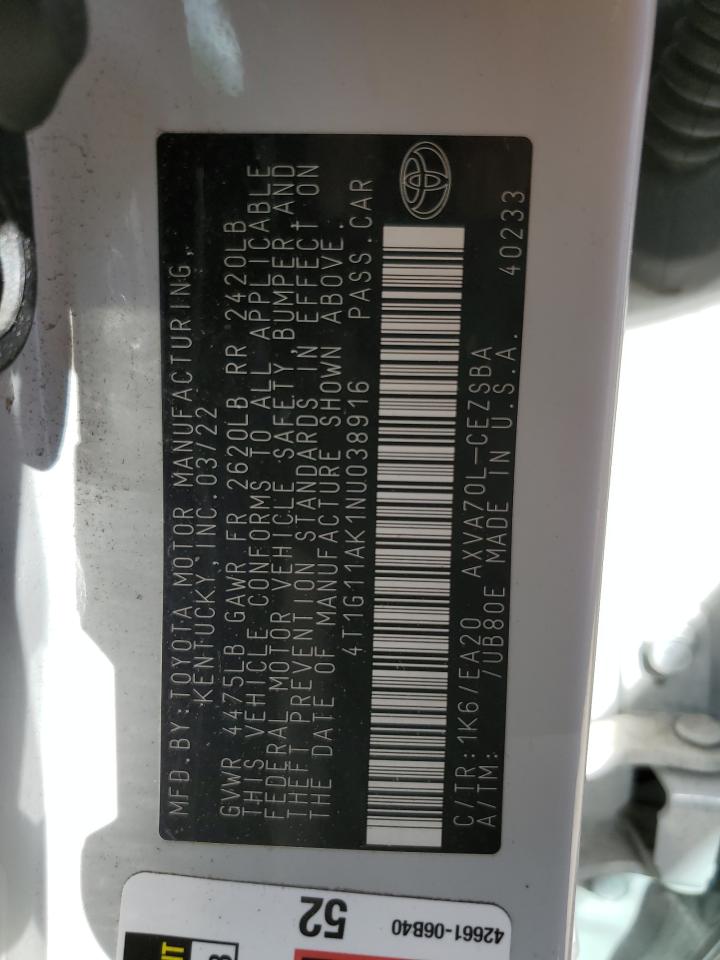 MFD.BY:TOYOTA MOTOR MANUFACTURING,
KENTUCKY,INC.03/22
GVWR 4475LB GAWR FR 2620LB RR 2420LB
THIS VEHICLE CONFORMS TO ALL APPLICABLE
FEDERAL MOTOR VEHICLE SAFETY, BUMPER AND
THEFT PREVENTION STANDARDS IN EFFECT ON
THE DATE OF MANUFACTURE SHOWN ABOVE.
4T1G11AK1NU038916 PASS.CAR
C/TR:1K6/EA20 AXVA70L-CEZSBA
A/TM: /UB80E MADE IN U.S.A. 40233
42661-06B40
52